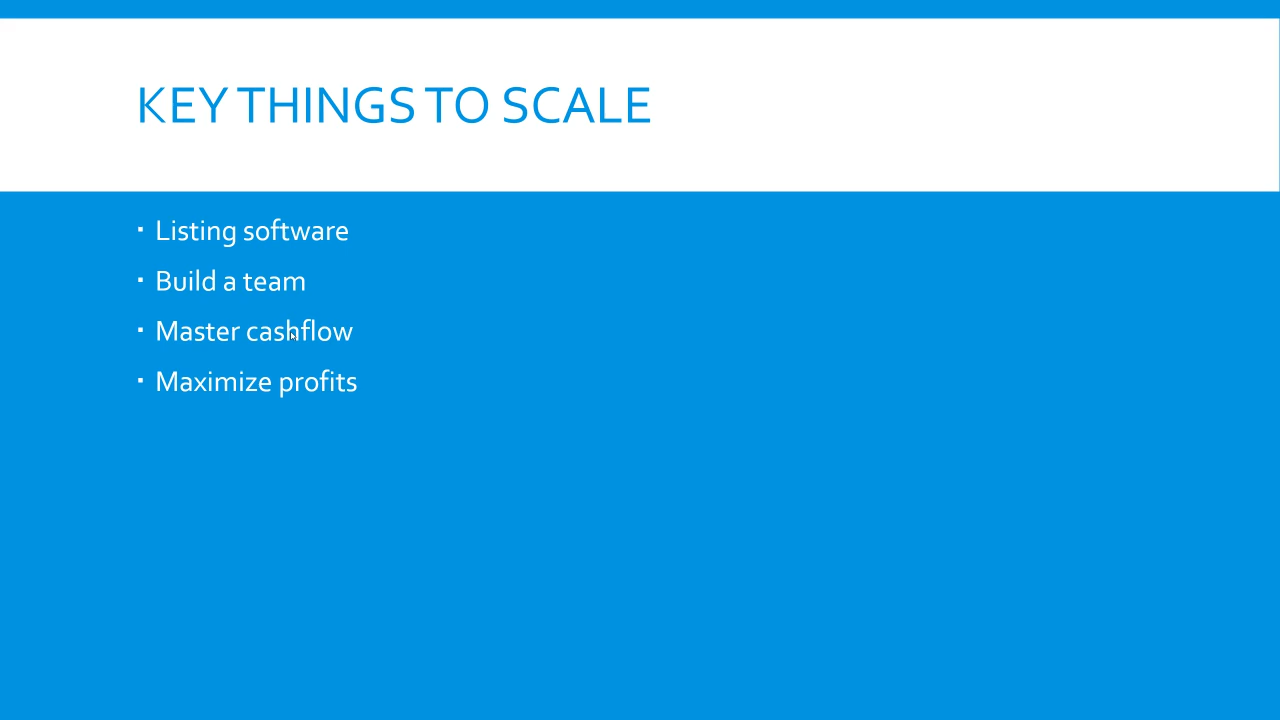 KEY THINGS TO SCALE
▪ Listing software
▪ Build a team
▪ Master cashflow
▪ Maximize profits